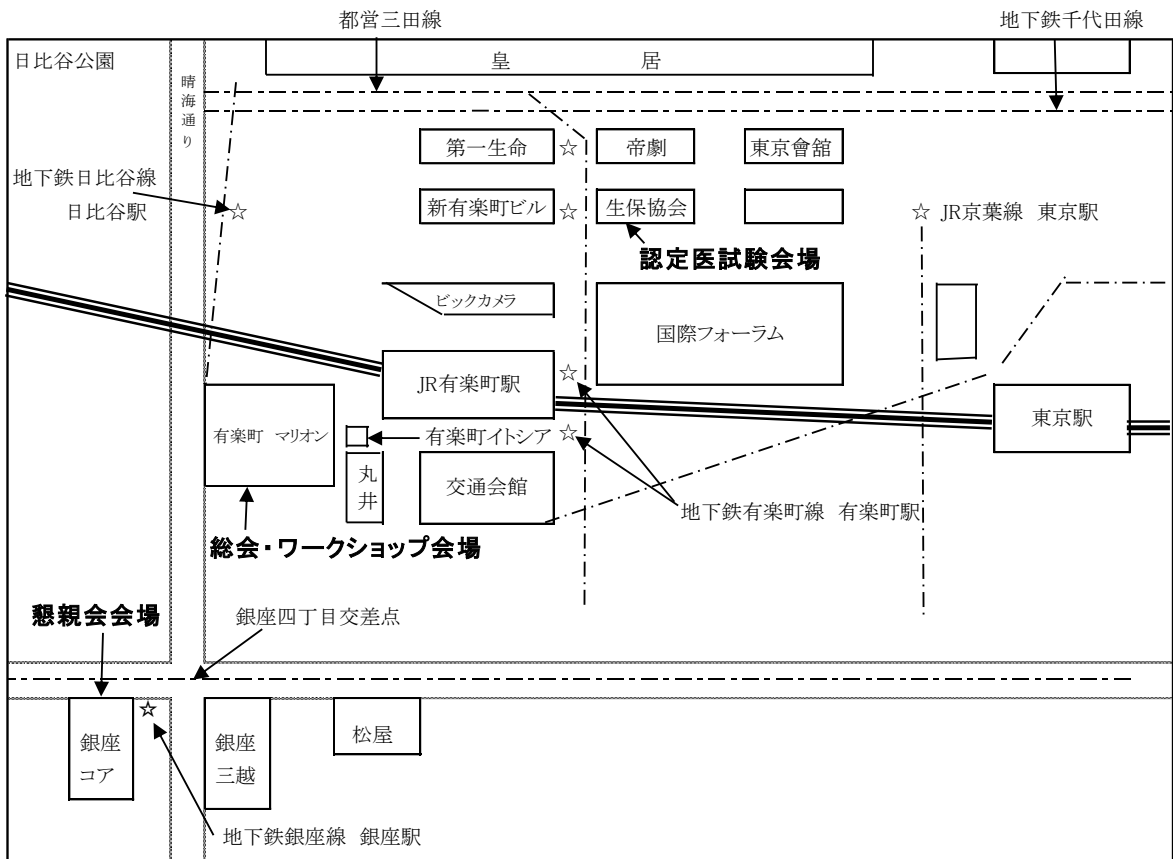 都営三田線
地下鉄千代田線
日比谷公園
皇 居
晴海通り
第一生命
帝劇
東京會舘
地下鉄日比谷線
日比谷駅
☆
新有楽町ビル
生保協会
☆ JR京葉線 東京駅
認定医試験会場
ビックカメラ
国際フォーラム
JR有楽町駅
東京駅
有楽町 マリオン
有楽町イトシア
丸井
交通会館
地下鉄有楽町線 有楽町駅
総会・ワークショップ会場
懇親会会場
銀座四丁目交差点
銀座
コア
銀座
三越
松屋
地下鉄銀座線 銀座駅